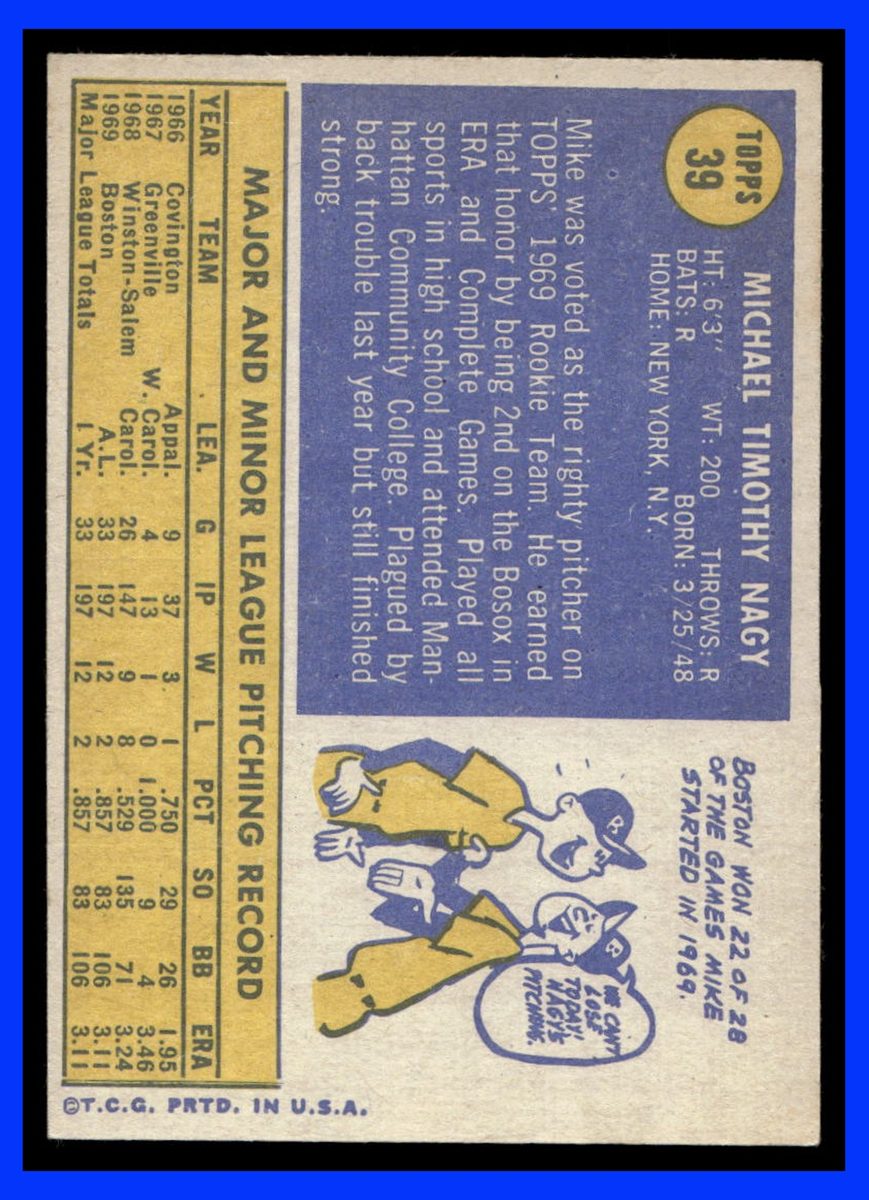 TOPPS
39
MICHAEL TIMOTHY NAGY
HT: 6'3" WT: 200 THROWS: R
BATS: R BORN: 3/25/48
HOME: NEW YORK, N.Y.
Mike was voted as the righty pitcher on
TOPPS' 1969 Rookie Team. He earned
that honor by being 2nd on the Bosox in
ERA and Complete Games. Played all
sports in high school and attended Man-
hattan Community College. Plagued by
back trouble last year but still finished
strong.
BOSTON WON 22 OF 28
OF THE GAMES MIKE
STARTED IN 1969.
WE CAN'T
LOSE
TODAY!
NAGY'S
PITCHING.
B
B
MAJOR AND MINOR LEAGUE PITCHING RECORD
YEAR TEAM LEA. G IP W L PCT SO BB ERA
1966 Covington Appal. 9 37 3 1 .750 29 26 1.95
1967 Greenville W. Carol. 4 13 1 0 1.000 9 4 3.46
1968 Winston-Salem Carol. 26 147 9 8 .529 135 71 3.24
1969 Boston A.L. 33 197 12 2 .857 83 106 3.11
Major League Totals 1 Yr. 33 197 12 2 .857 83 106 3.11
©T.C.G. PRTD. IN U.S.A.